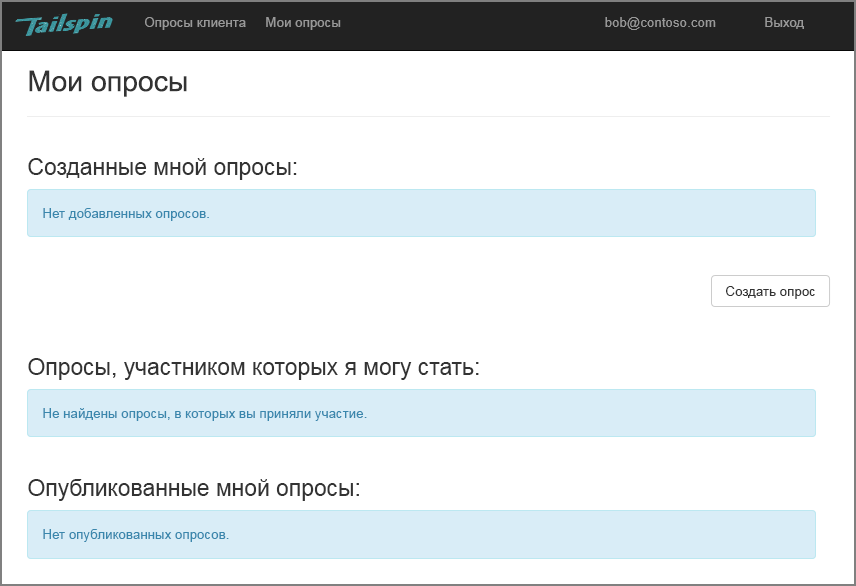 Tailspin Опросы клиента Мои опросы bob@contoso.com Выход
Мои опросы
Созданные мной опросы:
Нет добавленных опросов.
Создать опрос
Опросы, участником которых я могу стать:
Не найдены опросы, в которых вы приняли участие.
Опубликованные мной опросы:
Нет опубликованных опросов.